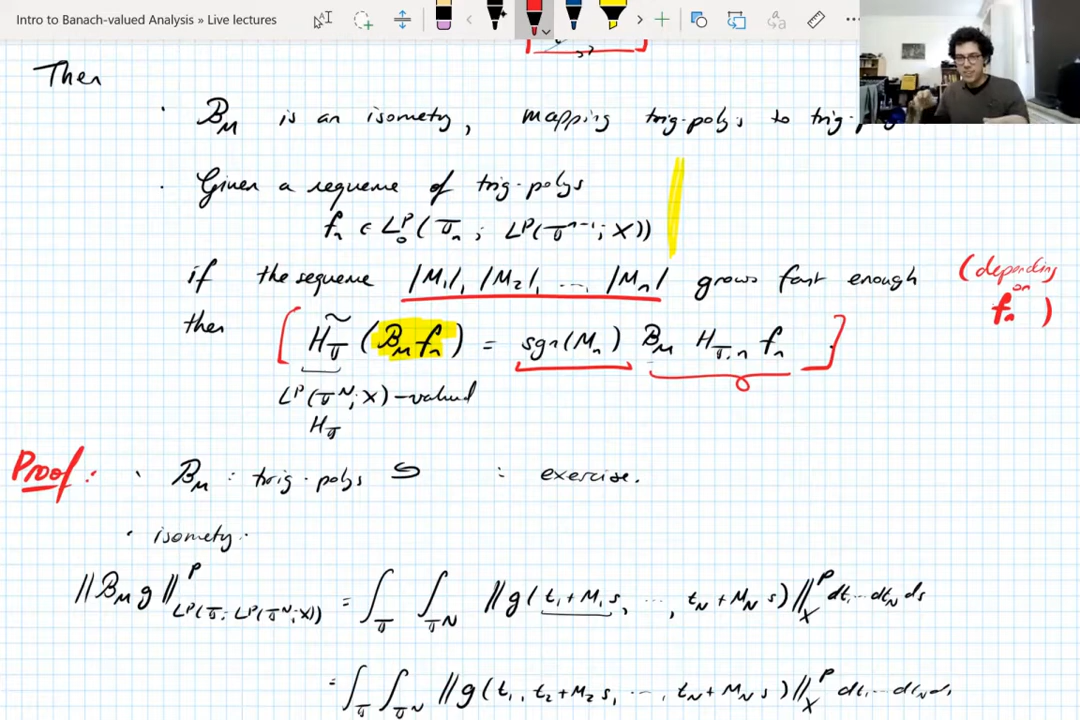 Intro to Banach-valued Analysis » Live lectures
Then
· B_M is an isometry, mapping trig-polys to trig-
· Given a sequence of trig-polys
f_n ∈ L^p_0 (𝕋_n ; L^p(𝕋^{n-1}; X))
if the sequence |M_1|, |M_2|, ..., |M_n| grows fast enough (depending on f_n)
then [ H̃_𝕋 (B_M f_n) = sgn(M_n) B_M H_{𝕋,n} f_n . ]
L^p(𝕋^N; X)-valued
H_𝕋
Proof: · B_M : trig-polys ↺ : exercise.
· isometry.
‖B_M g‖^p_{L^p(𝕋; L^p(𝕋^N; X))} = ∫_𝕋 ∫_{𝕋^N} ‖g(t_1 + M_1 s, ..., t_N + M_N s)‖^p_X dt_1 ... dt_N ds
= ∫_𝕋 ∫_{𝕋^N} ‖g(t_1, t_2 + M_2 s, ..., t_N + M_N s)‖^p_X dt_1 ... dt_N ds